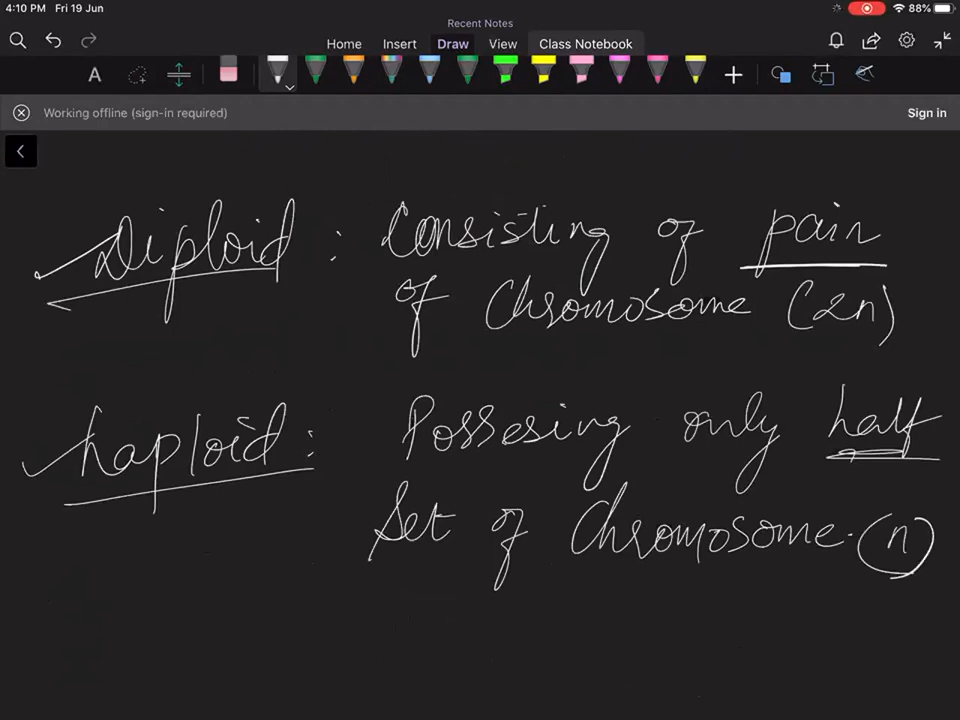 4:10 PM Fri 19 Jun
88%
Recent Notes
Home Insert Draw View Class Notebook
A
Working offline (sign-in required) Sign in
Diploid : Consisting of pair
of Chromosome (2n)
haploid : Possesing only half
Set of Chromosome. (n)